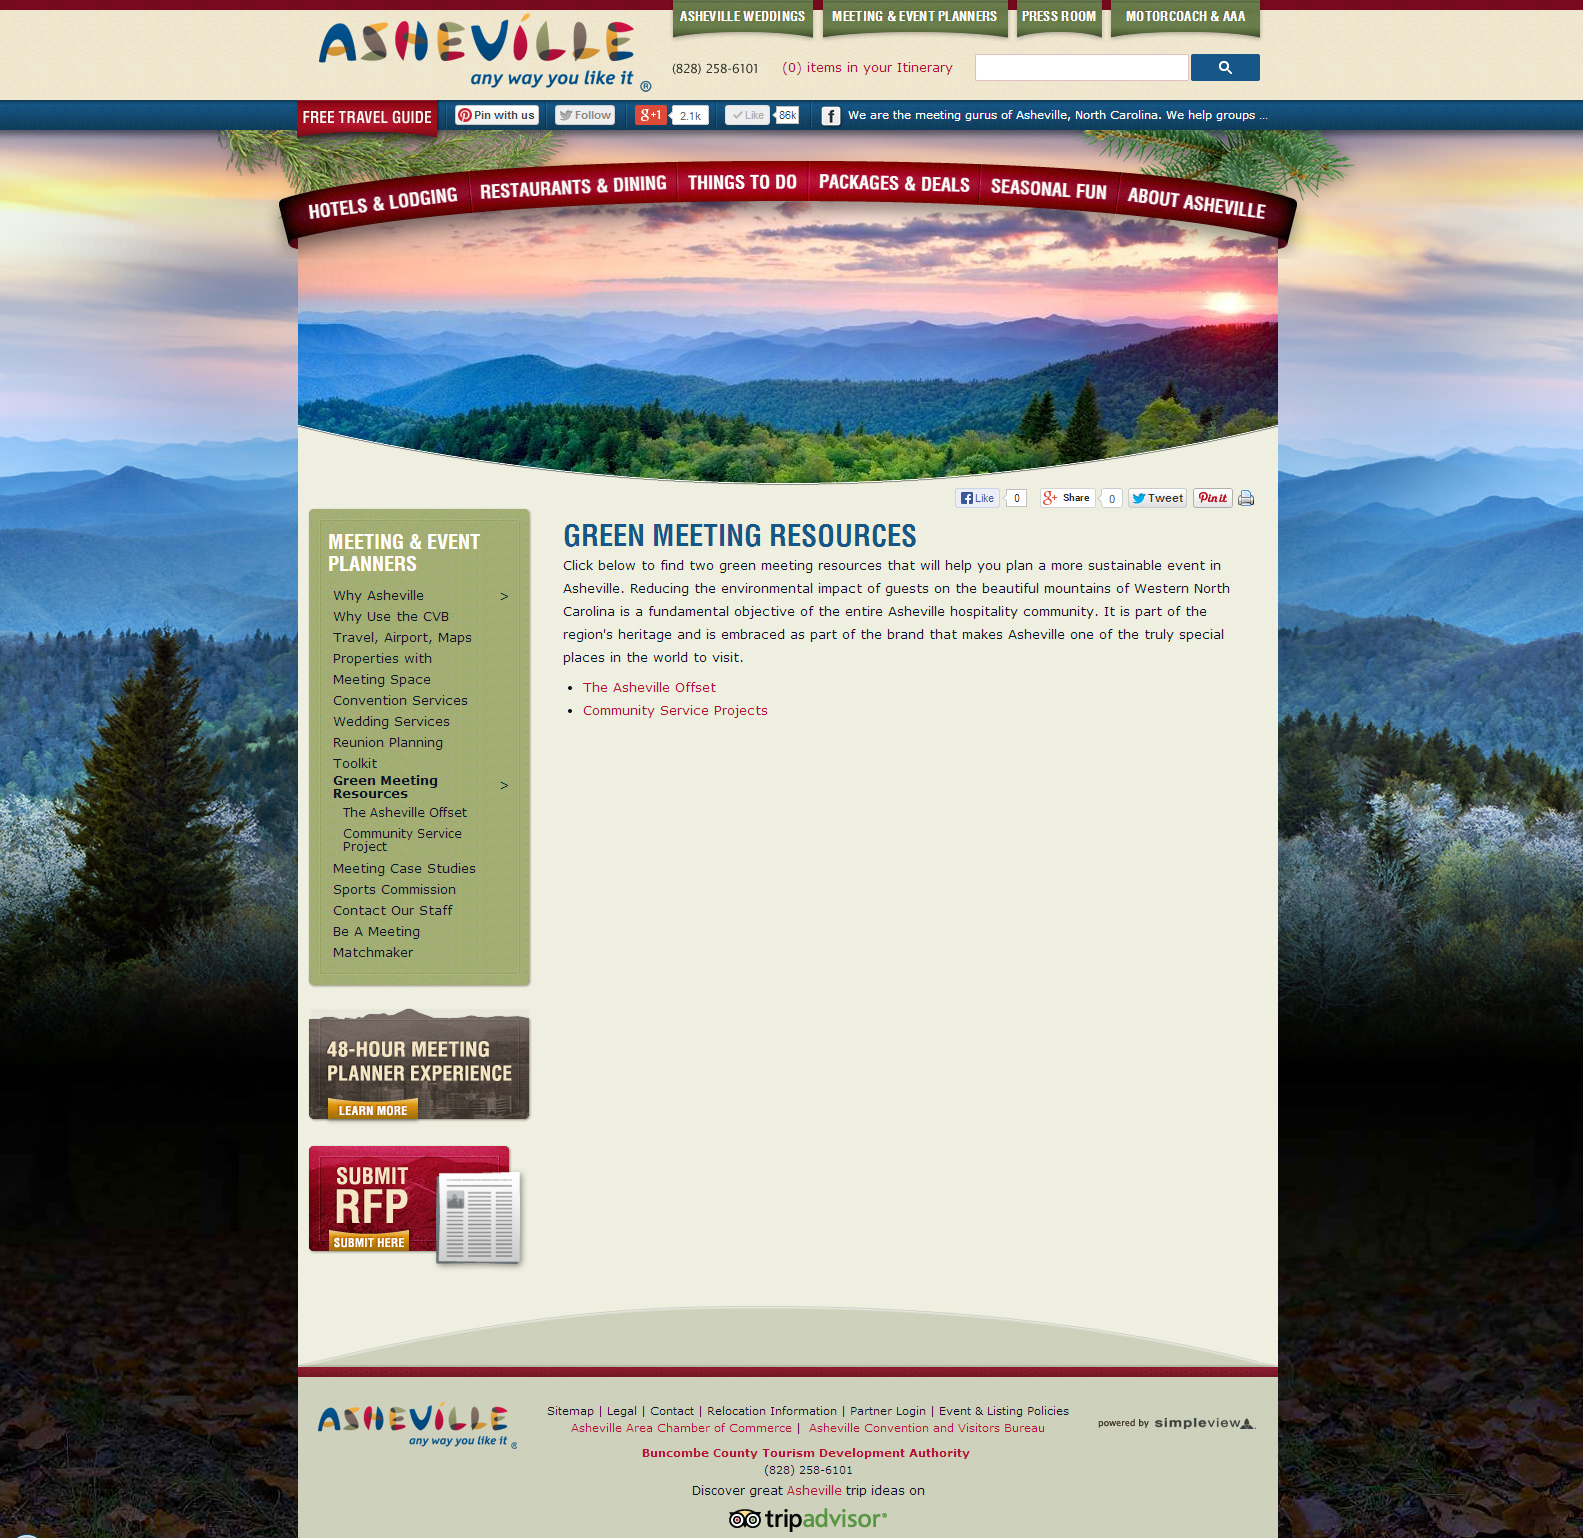 ASHEVILLE WEDDINGS
MEETING & EVENT PLANNERS
PRESS ROOM
MOTORCOACH & AAA
ASHEVILLE
any way you like it ®
(828) 258-6101
(0) items in your Itinerary
FREE TRAVEL GUIDE
Pin with us
Follow
g+1
2.1k
Like
86k
f
We are the meeting gurus of Asheville, North Carolina. We help groups ...
HOTELS & LODGING
RESTAURANTS & DINING
THINGS TO DO
PACKAGES & DEALS
SEASONAL FUN
ABOUT ASHEVILLE
Like
0
g+ Share
0
Tweet
Pin it
MEETING & EVENT
PLANNERS
Why Asheville >
Why Use the CVB
Travel, Airport, Maps
Properties with
Meeting Space
Convention Services
Wedding Services
Reunion Planning
Toolkit
Green Meeting >
Resources
The Asheville Offset
Community Service
Project
Meeting Case Studies
Sports Commission
Contact Our Staff
Be A Meeting
Matchmaker
GREEN MEETING RESOURCES
Click below to find two green meeting resources that will help you plan a more sustainable event in
Asheville. Reducing the environmental impact of guests on the beautiful mountains of Western North
Carolina is a fundamental objective of the entire Asheville hospitality community. It is part of the
region's heritage and is embraced as part of the brand that makes Asheville one of the truly special
places in the world to visit.
• The Asheville Offset
• Community Service Projects
48-HOUR MEETING
PLANNER EXPERIENCE
LEARN MORE
SUBMIT
RFP
SUBMIT HERE
ASHEVILLE
any way you like it ®
Sitemap | Legal | Contact | Relocation Information | Partner Login | Event & Listing Policies
Asheville Area Chamber of Commerce | Asheville Convention and Visitors Bureau
Buncombe County Tourism Development Authority
(828) 258-6101
Discover great Asheville trip ideas on
tripadvisor®
powered by simpleview